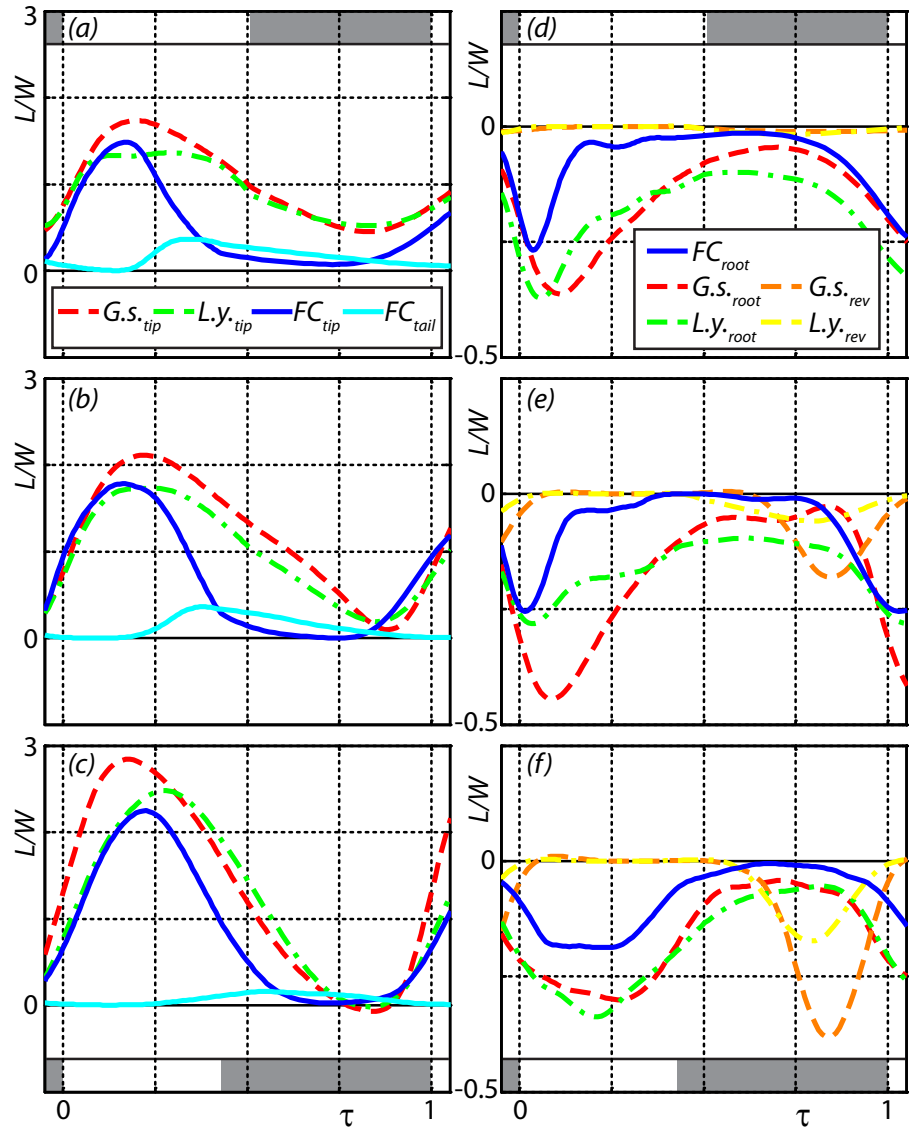 3 (a) (d)
L/W L/W
0 0
G.s.tip L.y.tip FCtip FCtail
FCroot
G.s.root G.s.rev
L.y.root L.y.rev
-0.5
3 (b) (e)
L/W L/W
0 0
-0.5
3 (c) (f)
L/W L/W
0 0
-0.5
0 τ 1 0 τ 1